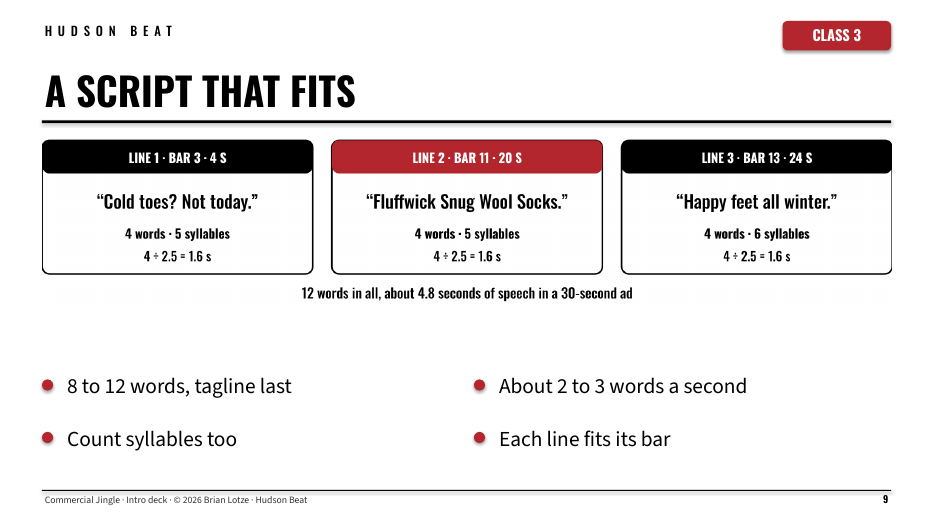 HUDSON BEAT
CLASS 3
A SCRIPT THAT FITS
LINE 1 · BAR 3 · 4 S
“Cold toes? Not today.”
4 words · 5 syllables
4 ÷ 2.5 = 1.6 s
LINE 2 · BAR 11 · 20 S
“Fluffwick Snug Wool Socks.”
4 words · 5 syllables
4 ÷ 2.5 = 1.6 s
LINE 3 · BAR 13 · 24 S
“Happy feet all winter.”
4 words · 6 syllables
4 ÷ 2.5 = 1.6 s
12 words in all, about 4.8 seconds of speech in a 30-second ad
8 to 12 words, tagline last
Count syllables too
About 2 to 3 words a second
Each line fits its bar
Commercial Jingle · Intro deck · © 2026 Brian Lotze · Hudson Beat
9